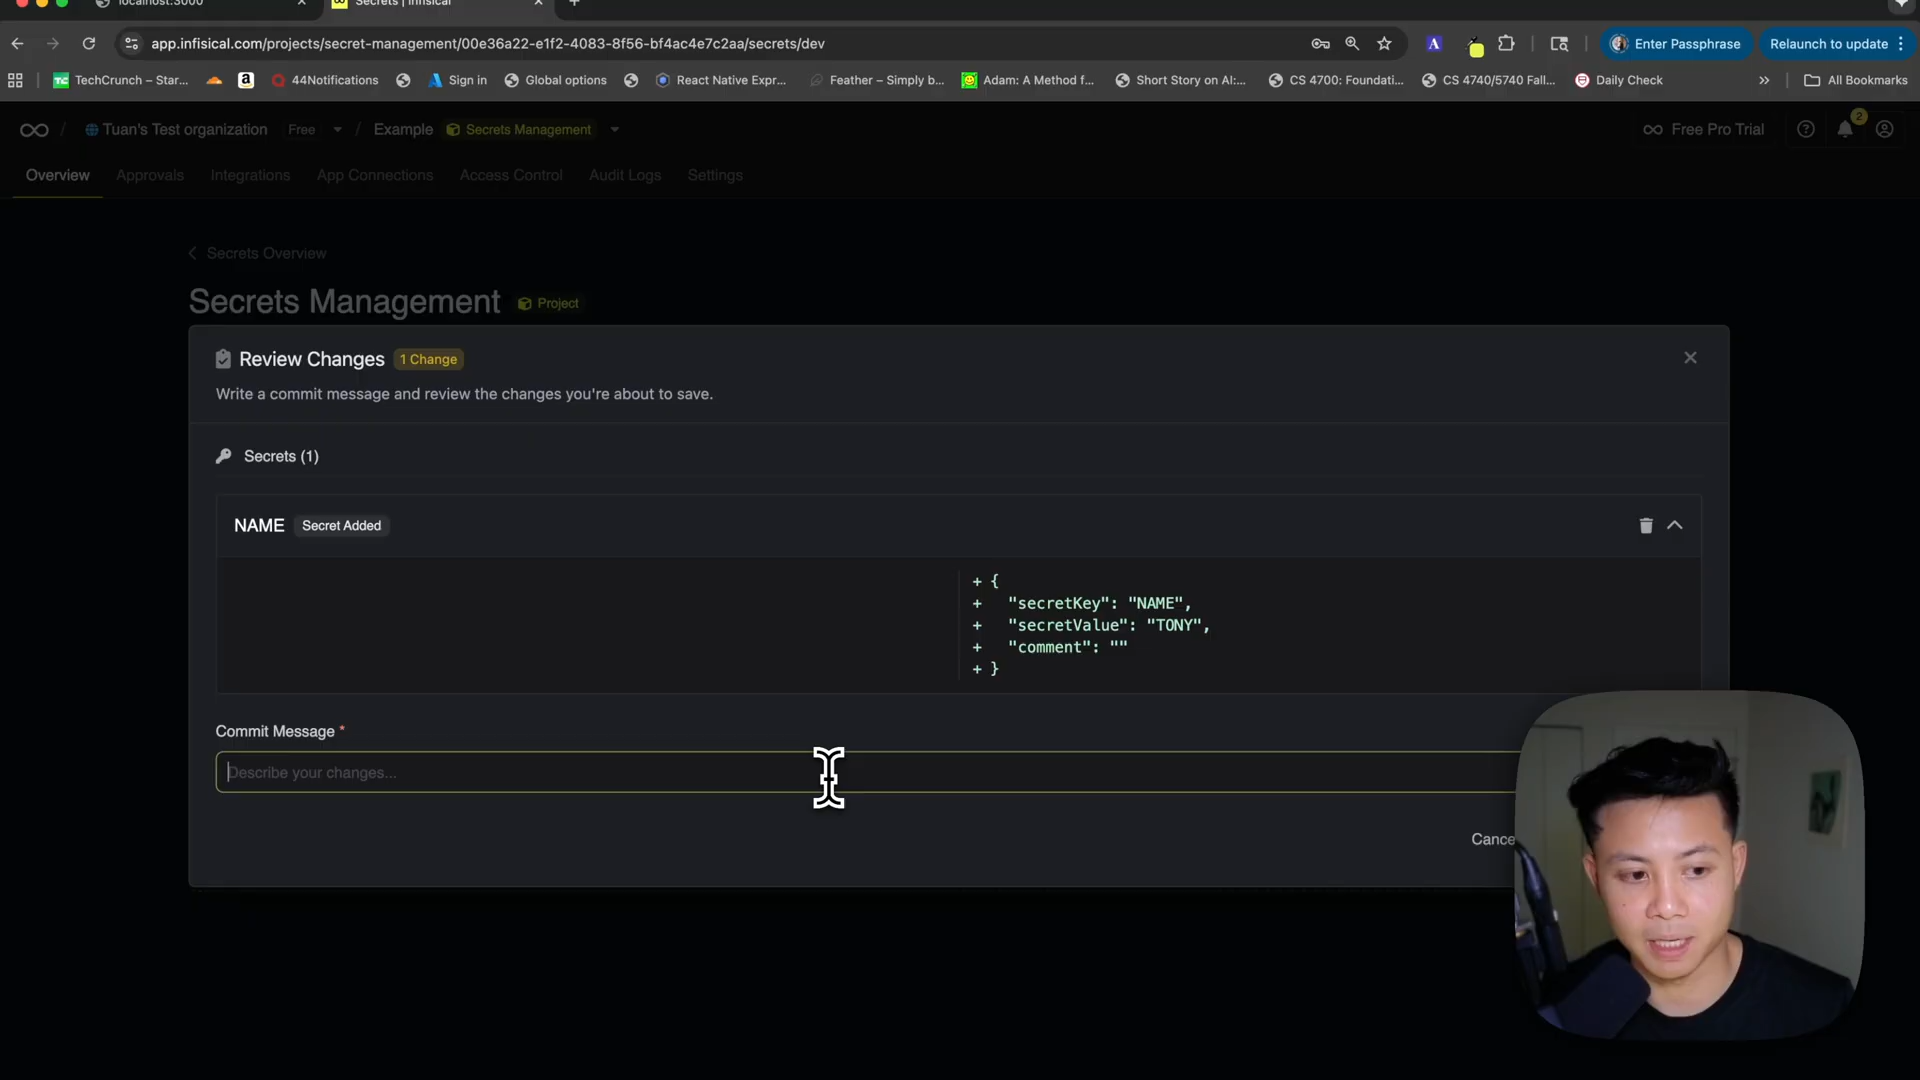 localhost:3000
Secrets | Infisical
app.infisical.com/projects/secret-management/00e36a22-e1f2-4083-8f56-bf4ac4e7c2aa/secrets/dev
Enter Passphrase
Relaunch to update
TechCrunch – Star...
44Notifications
Sign in
Global options
React Native Expr...
Feather – Simply b...
Adam: A Method f...
Short Story on AI:...
CS 4700: Foundati...
CS 4740/5740 Fall...
Daily Check
All Bookmarks
/ Tuan's Test organization Free / Example Secrets Management
Free Pro Trial
2
Overview Approvals Integrations App Connections Access Control Audit Logs Settings
Secrets Overview
Secrets Management Project
Review Changes 1 Change
Write a commit message and review the changes you're about to save.
Secrets (1)
NAME Secret Added
+ {
+ "secretKey": "NAME",
+ "secretValue": "TONY",
+ "comment": ""
+ }
Commit Message *
Describe your changes...
Cance